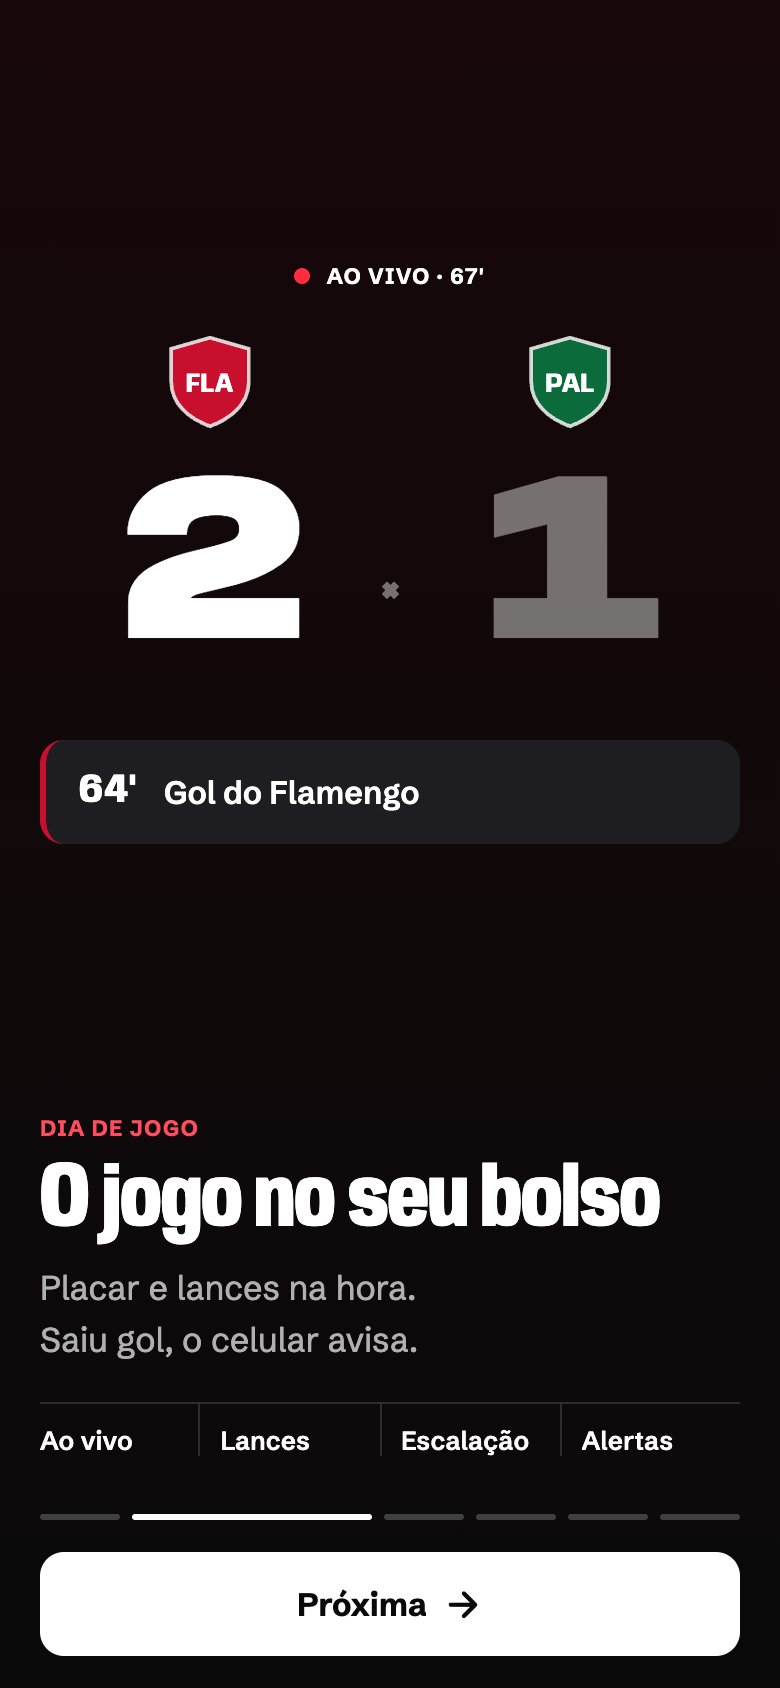 AO VIVO · 67'
FLA
PAL
2 × 1
64' Gol do Flamengo
DIA DE JOGO
O jogo no seu bolso
Placar e lances na hora.
Saiu gol, o celular avisa.
Ao vivo
Lances
Escalação
Alertas
Próxima →